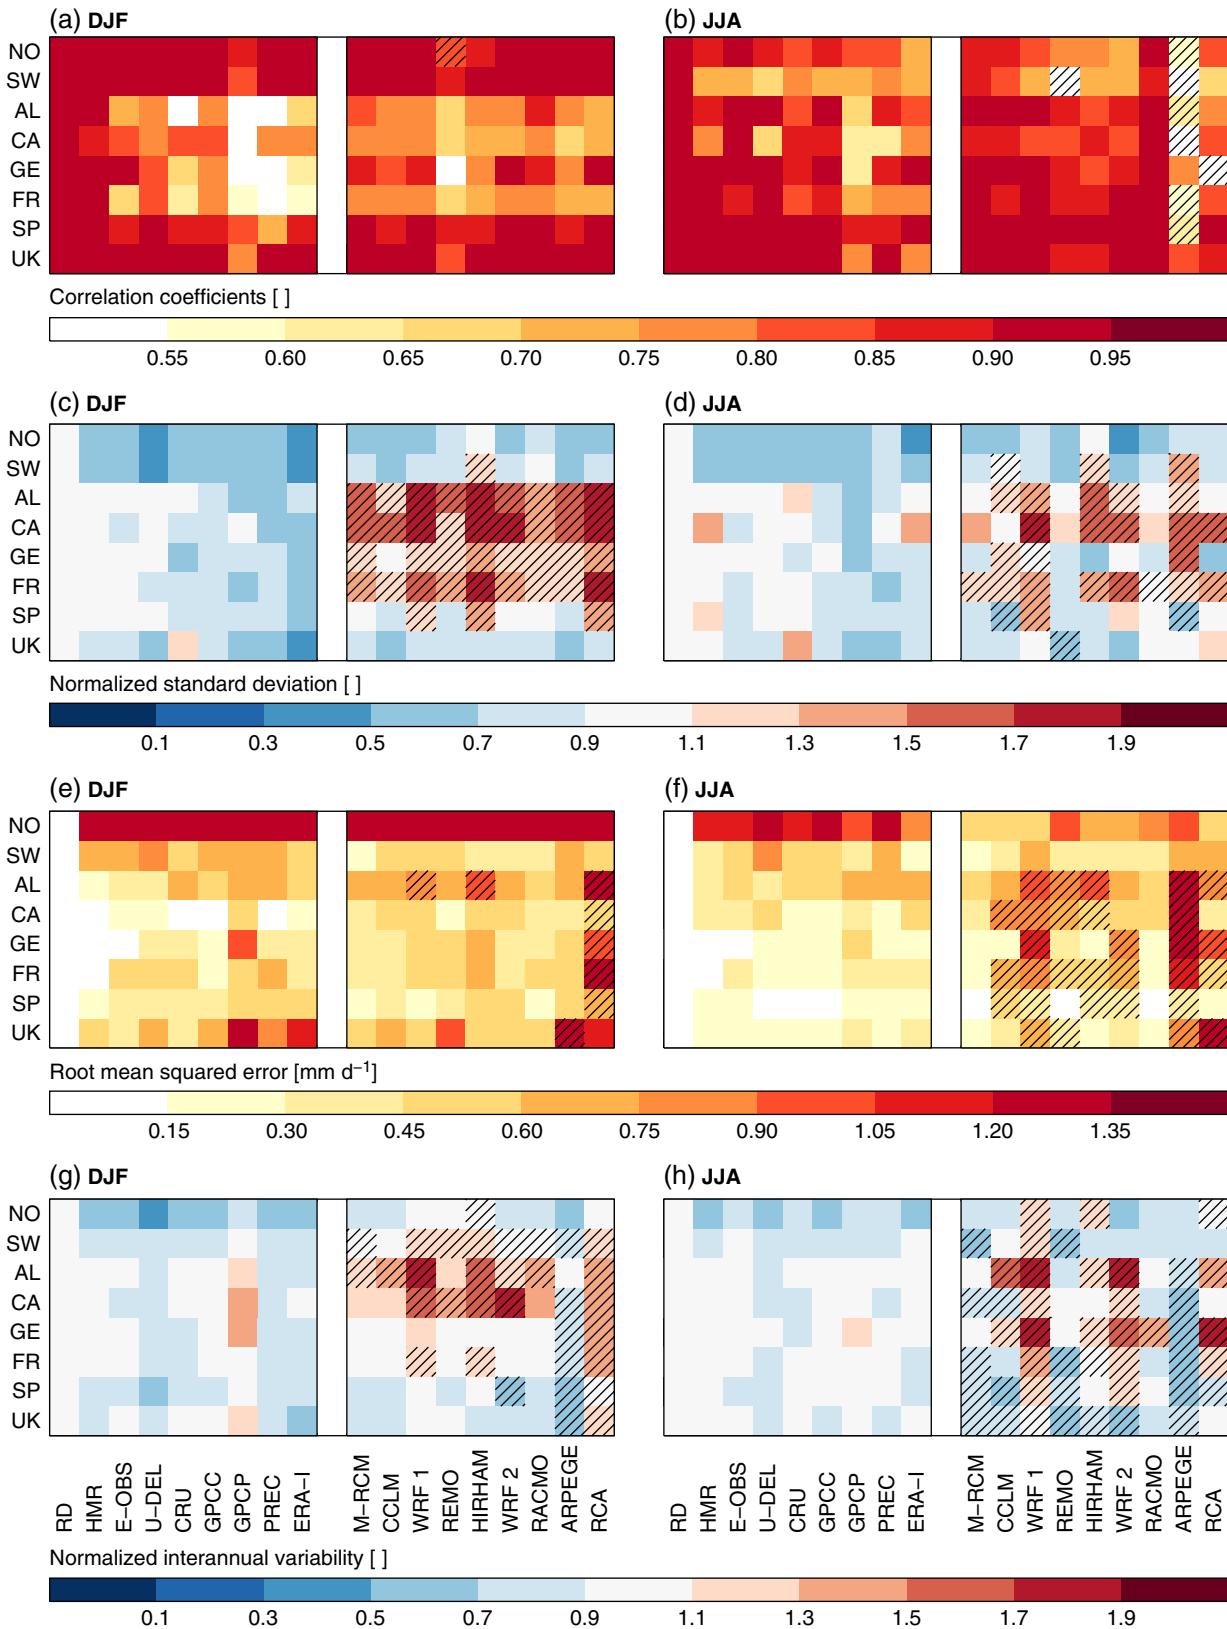 (a) DJF
(b) JJA
NO
SW
AL
CA
GE
FR
SP
UK
Correlation coefficients [ ]
0.55 0.60 0.65 0.70 0.75 0.80 0.85 0.90 0.95
(c) DJF
(d) JJA
NO
SW
AL
CA
GE
FR
SP
UK
Normalized standard deviation [ ]
0.1 0.3 0.5 0.7 0.9 1.1 1.3 1.5 1.7 1.9
(e) DJF
(f) JJA
NO
SW
AL
CA
GE
FR
SP
UK
Root mean squared error [mm d⁻¹]
0.15 0.30 0.45 0.60 0.75 0.90 1.05 1.20 1.35
(g) DJF
(h) JJA
NO
SW
AL
CA
GE
FR
SP
UK
RD
HMR
E-OBS
U-DEL
CRU
GPCC
GPCP
PREC
ERA-I
M-RCM
CCLM
WRF 1
REMO
HIRHAM
WRF 2
RACMO
ARPEGE
RCA
RD
HMR
E-OBS
U-DEL
CRU
GPCC
GPCP
PREC
ERA-I
M-RCM
CCLM
WRF 1
REMO
HIRHAM
WRF 2
RACMO
ARPEGE
RCA
Normalized interannual variability [ ]
0.1 0.3 0.5 0.7 0.9 1.1 1.3 1.5 1.7 1.9